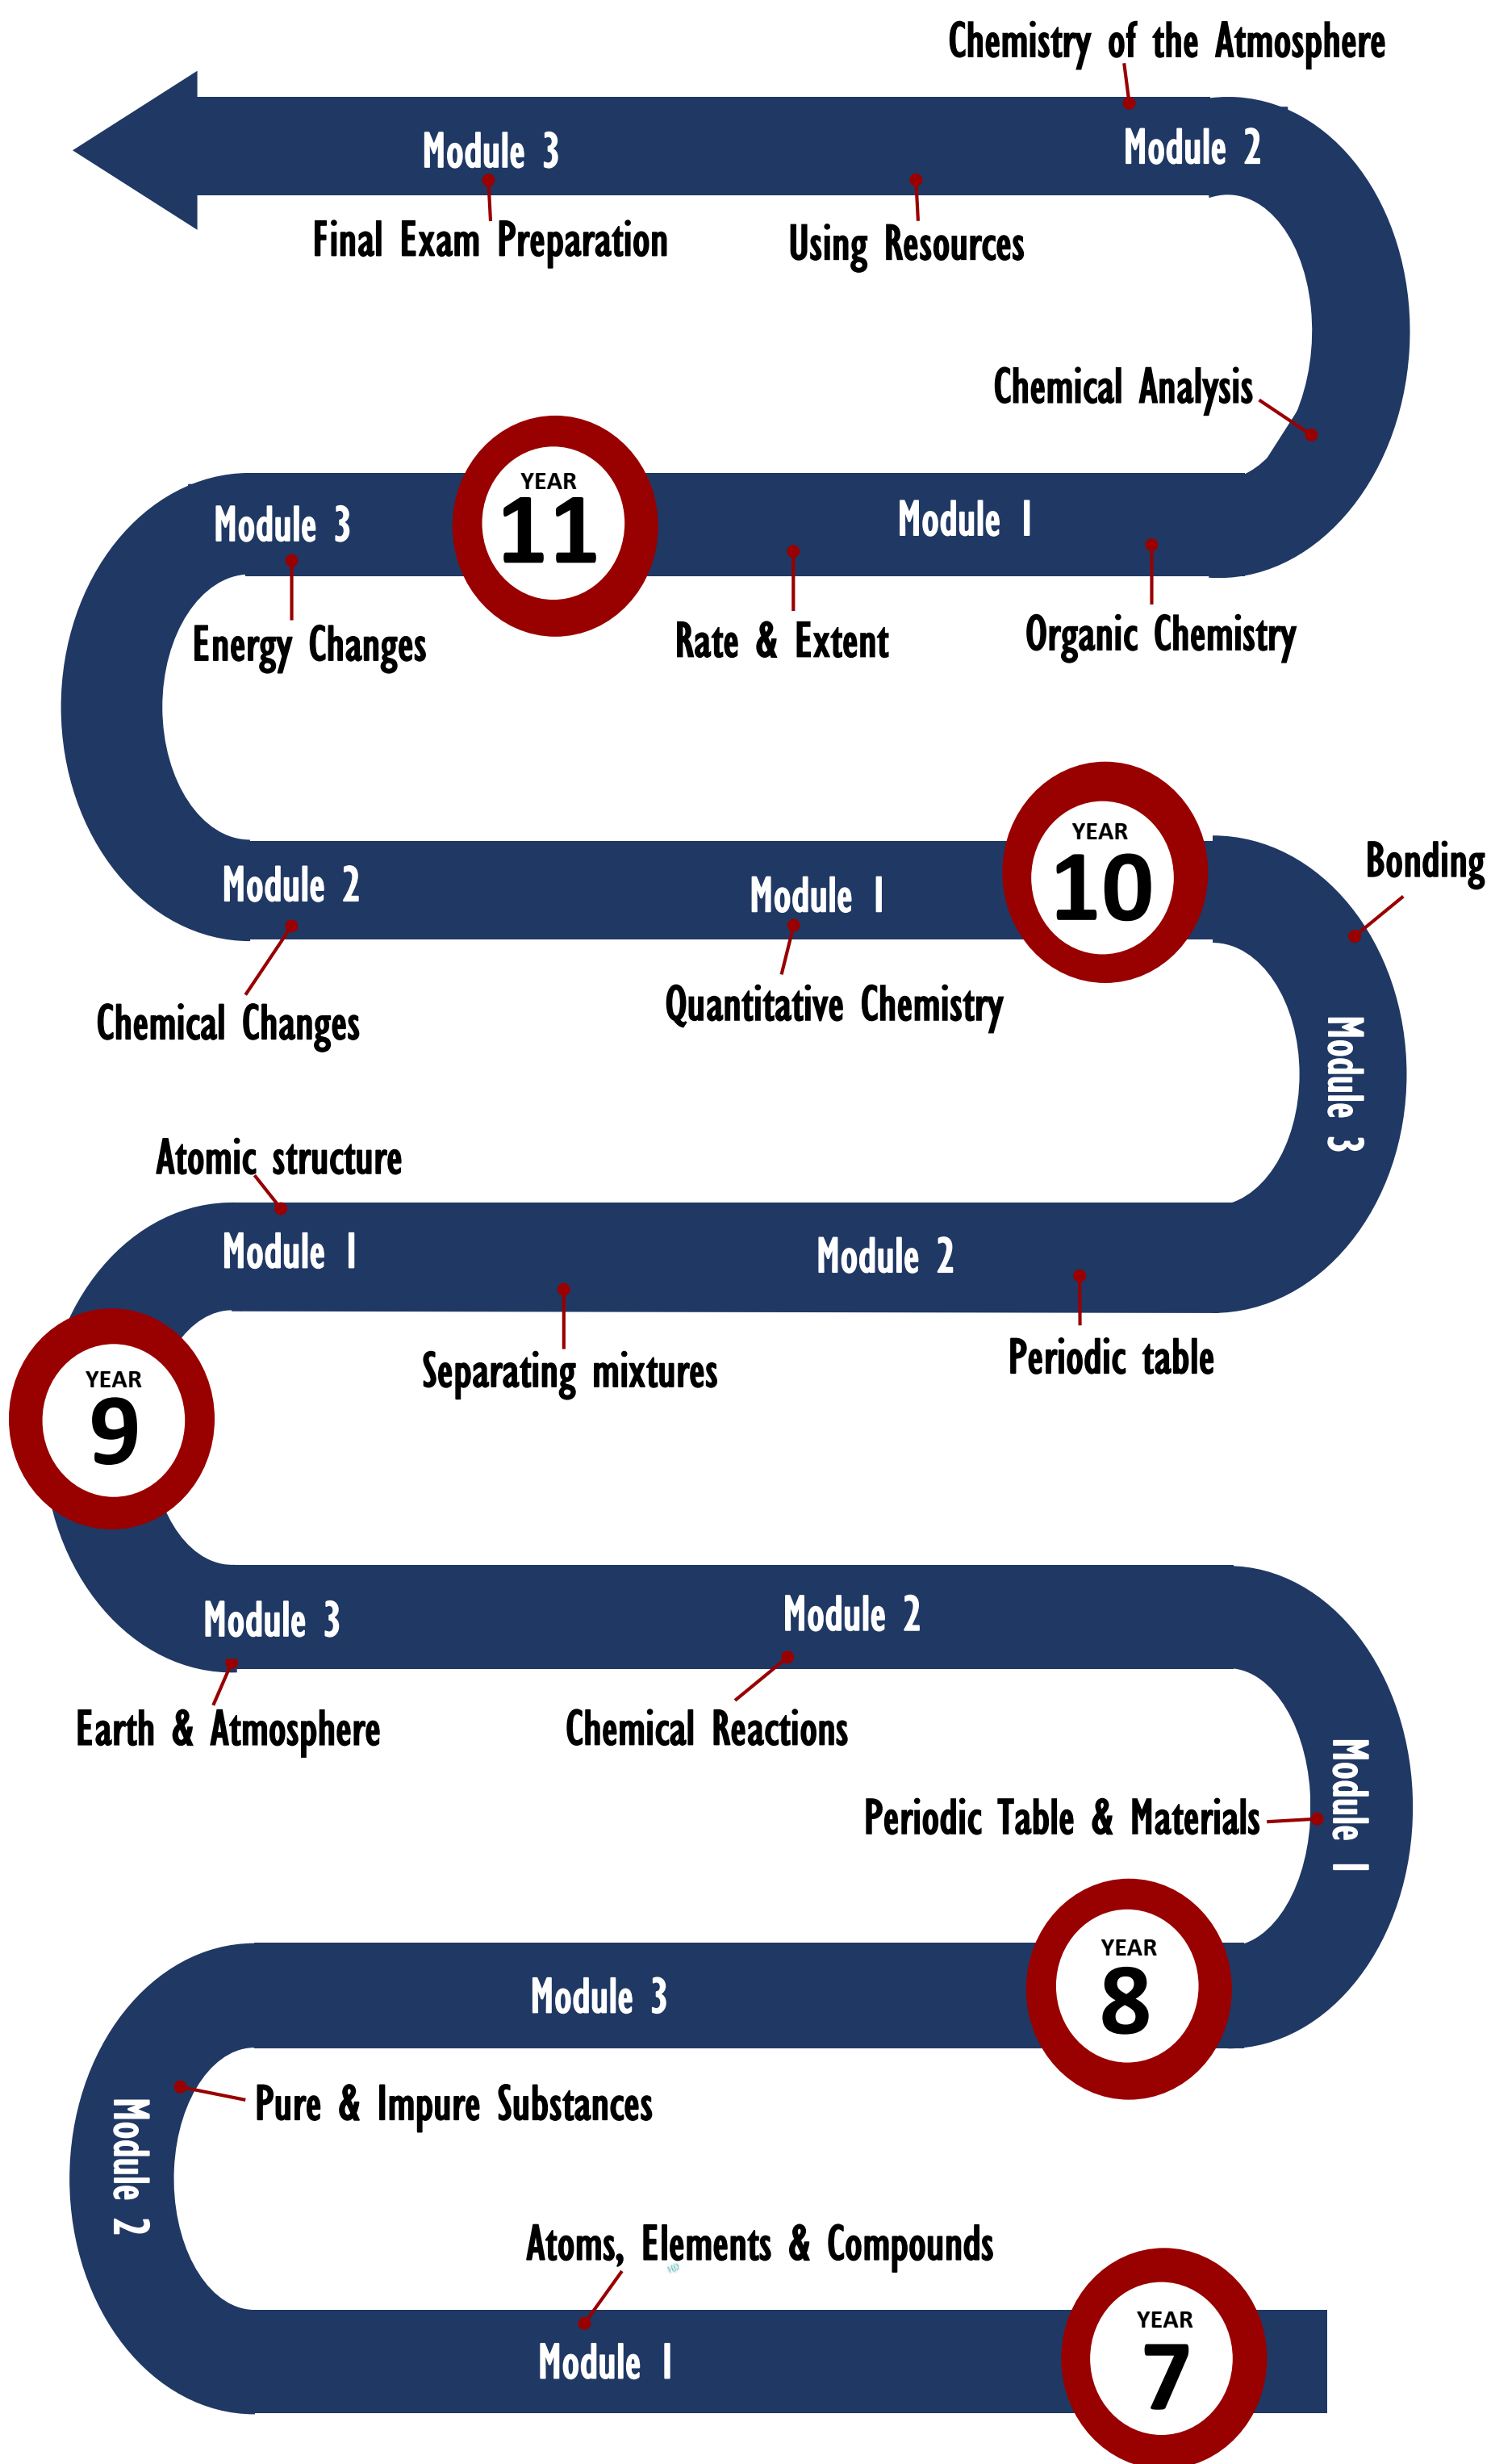 Chemistry of the Atmosphere
Module 3
Module 2
Final Exam Preparation
Using Resources
Chemical Analysis
YEAR
11
Module 3
Module 1
Energy Changes
Rate & Extent
Organic Chemistry
YEAR
10
Bonding
Module 2
Module 1
Chemical Changes
Quantitative Chemistry
Module 3
Atomic structure
Module 1
Module 2
Separating mixtures
Periodic table
YEAR
9
Module 3
Module 2
Earth & Atmosphere
Chemical Reactions
Periodic Table & Materials
Module 1
YEAR
8
Module 3
Pure & Impure Substances
Module 2
Atoms, Elements & Compounds
YEAR
7
Module 1